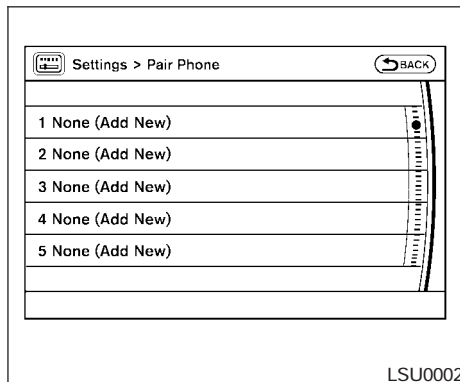 Settings > Pair Phone
BACK
1 None (Add New)
2 None (Add New)
3 None (Add New)
4 None (Add New)
5 None (Add New)
LSU0002